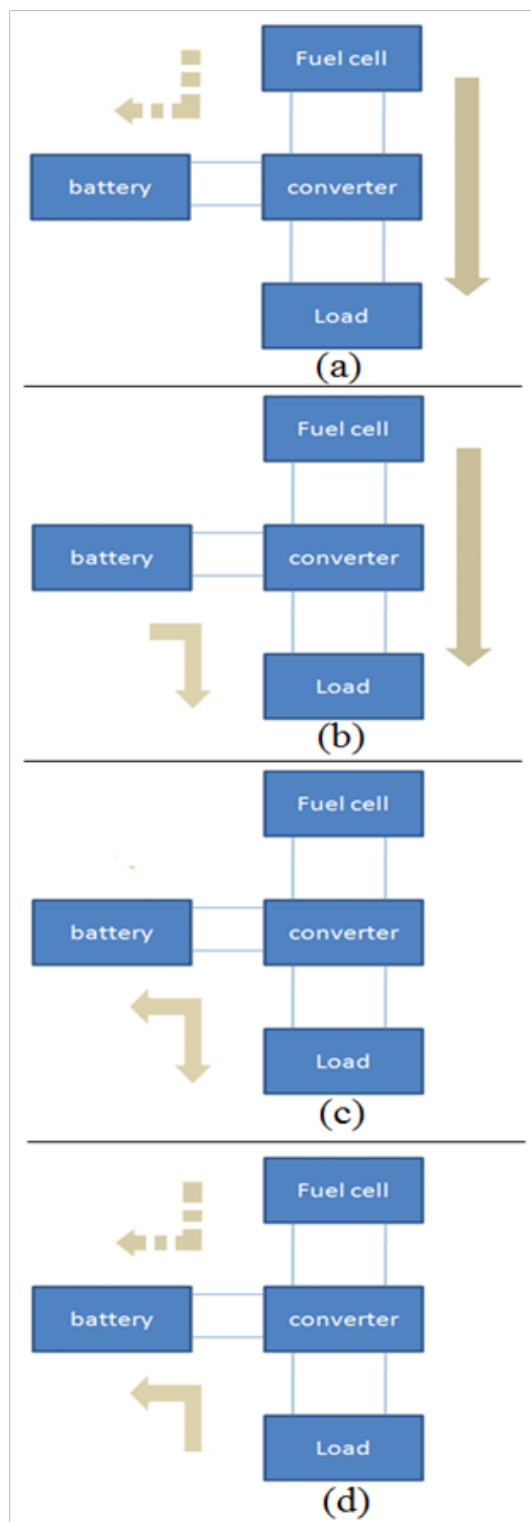 Fuel cell
battery converter
Load
(a)
Fuel cell
battery converter
Load
(b)
Fuel cell
battery converter
Load
(c)
Fuel cell
battery converter
Load
(d)